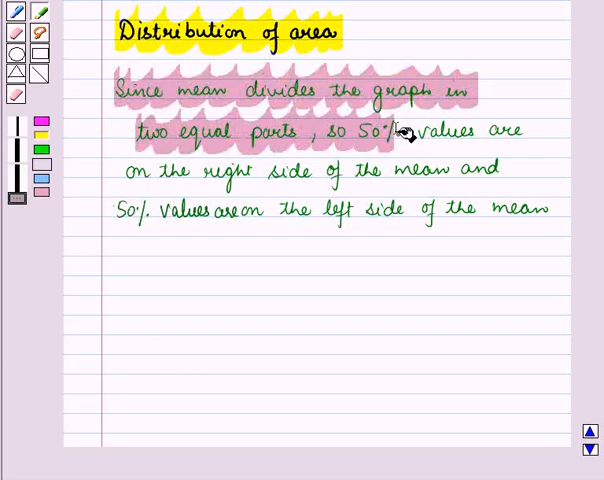 Distribution of area
Since mean divides the graph in
two equal parts, so 50% values are
on the right side of the mean and
50% values are on the left side of the mean